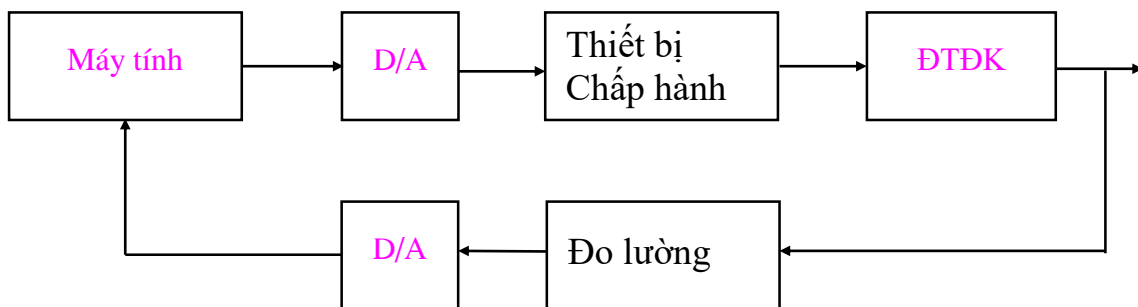 Máy tính
D/A
Thiết bị
Chấp hành
ĐTĐK
D/A
Đo lường